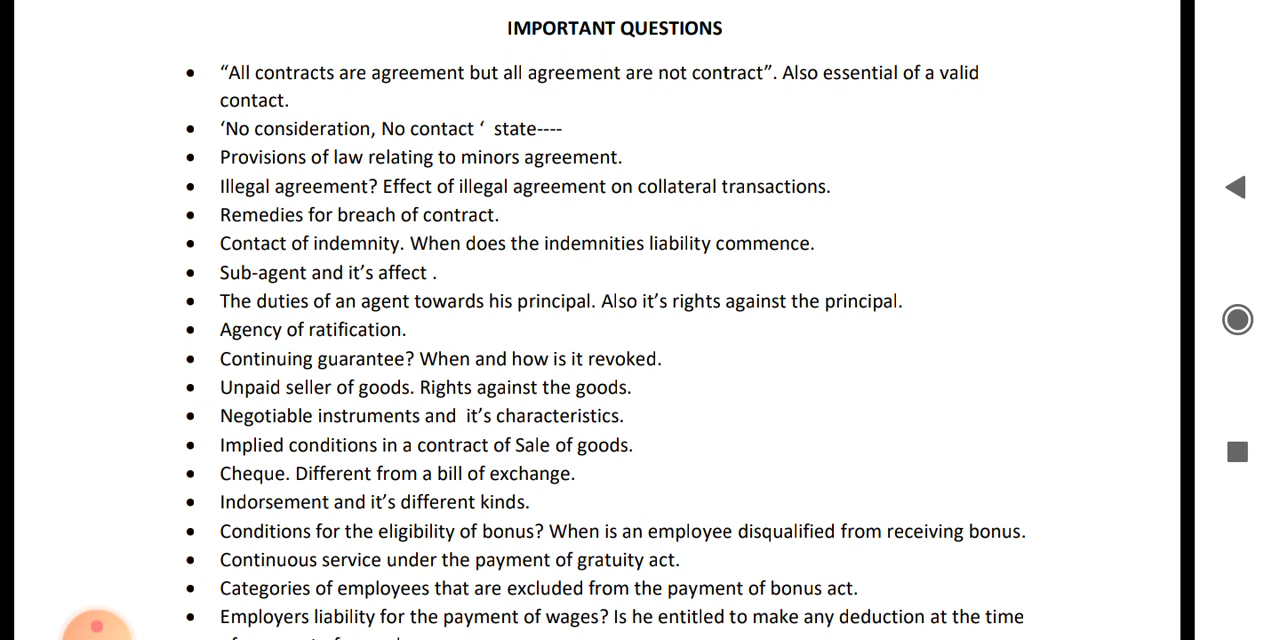 IMPORTANT QUESTIONS
• “All contracts are agreement but all agreement are not contract”. Also essential of a valid
contact.
• ‘No consideration, No contact ‘ state----
• Provisions of law relating to minors agreement.
• Illegal agreement? Effect of illegal agreement on collateral transactions.
• Remedies for breach of contract.
• Contact of indemnity. When does the indemnities liability commence.
• Sub-agent and it’s affect .
• The duties of an agent towards his principal. Also it’s rights against the principal.
• Agency of ratification.
• Continuing guarantee? When and how is it revoked.
• Unpaid seller of goods. Rights against the goods.
• Negotiable instruments and it’s characteristics.
• Implied conditions in a contract of Sale of goods.
• Cheque. Different from a bill of exchange.
• Indorsement and it’s different kinds.
• Conditions for the eligibility of bonus? When is an employee disqualified from receiving bonus.
• Continuous service under the payment of gratuity act.
• Categories of employees that are excluded from the payment of bonus act.
• Employers liability for the payment of wages? Is he entitled to make any deduction at the time